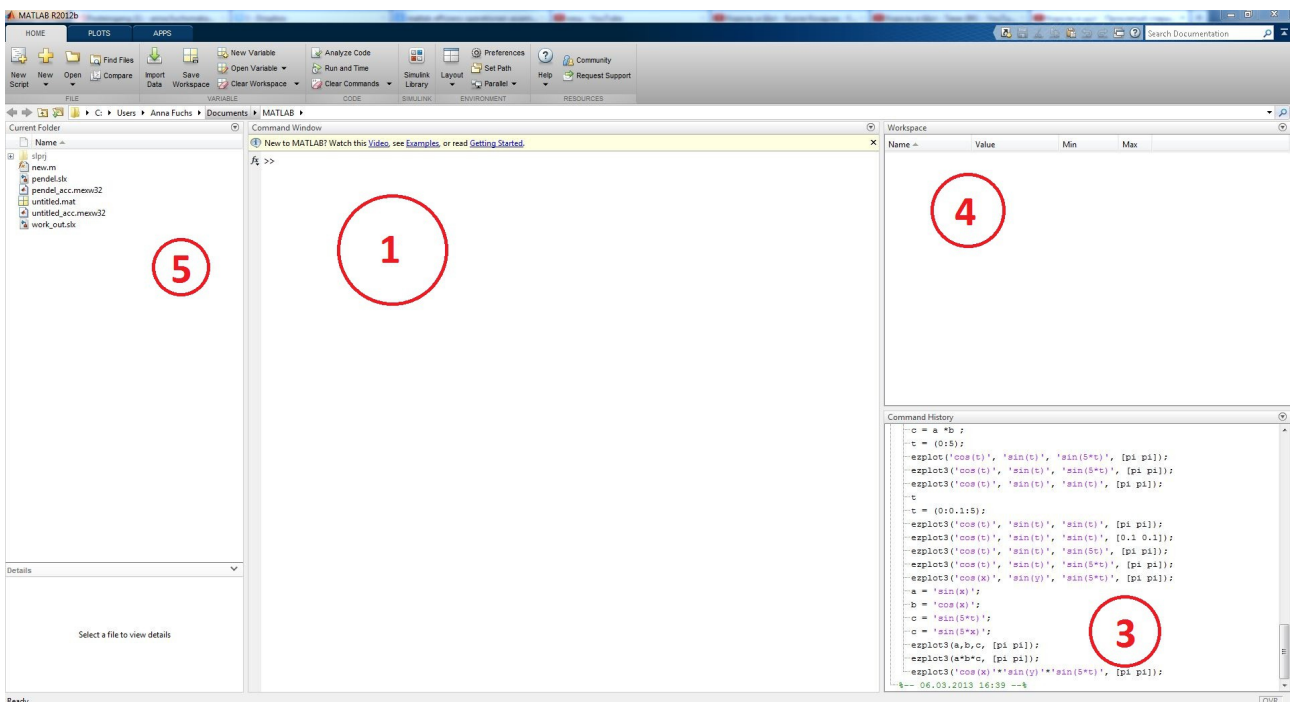 MATLAB R2012b
HOME PLOTS APPS
Search Documentation
New Script
New
Open
Find Files
Compare
Import Data
Save Workspace
New Variable
Open Variable
Clear Workspace
Analyze Code
Run and Time
Clear Commands
Simulink Library
Layout
Preferences
Set Path
Parallel
Help
Community
Request Support
FILE VARIABLE CODE SIMULINK ENVIRONMENT RESOURCES
C: Users Anna Fuchs Documents MATLAB
Current Folder
Name
slprj
new.m
pendel.slx
pendel_acc.mexw32
untitled.mat
untitled_acc.mexw32
work_out.slx
5
Details
Select a file to view details
Command Window
New to MATLAB? Watch this Video, see Examples, or read Getting Started.
fx >>
1
Workspace
Name Value Min Max
4
Command History
c = a *b ;
t = (0:5);
ezplot('cos(t)', 'sin(t)', 'sin(5*t)', [pi pi]);
ezplot3('cos(t)', 'sin(t)', 'sin(5*t)', [pi pi]);
ezplot3('cos(t)', 'sin(t)', 'sin(t)', [pi pi]);
t
t = (0:0.1:5);
ezplot3('cos(t)', 'sin(t)', 'sin(t)', [pi pi]);
ezplot3('cos(t)', 'sin(t)', 'sin(t)', [0.1 0.1]);
ezplot3('cos(t)', 'sin(t)', 'sin(5t)', [pi pi]);
ezplot3('cos(t)', 'sin(t)', 'sin(5*t)', [pi pi]);
ezplot3('cos(x)', 'sin(y)', 'sin(5*t)', [pi pi]);
a = 'sin(x)';
b = 'cos(x)';
c = 'sin(5*t)';
c = 'sin(5*x)';
ezplot3(a,b,c, [pi pi]);
ezplot3(a*b*c, [pi pi]);
ezplot3('cos(x)'*'sin(y)'*'sin(5*t)', [pi pi]);
%-- 06.03.2013 16:39 --%
3
Ready
OVR